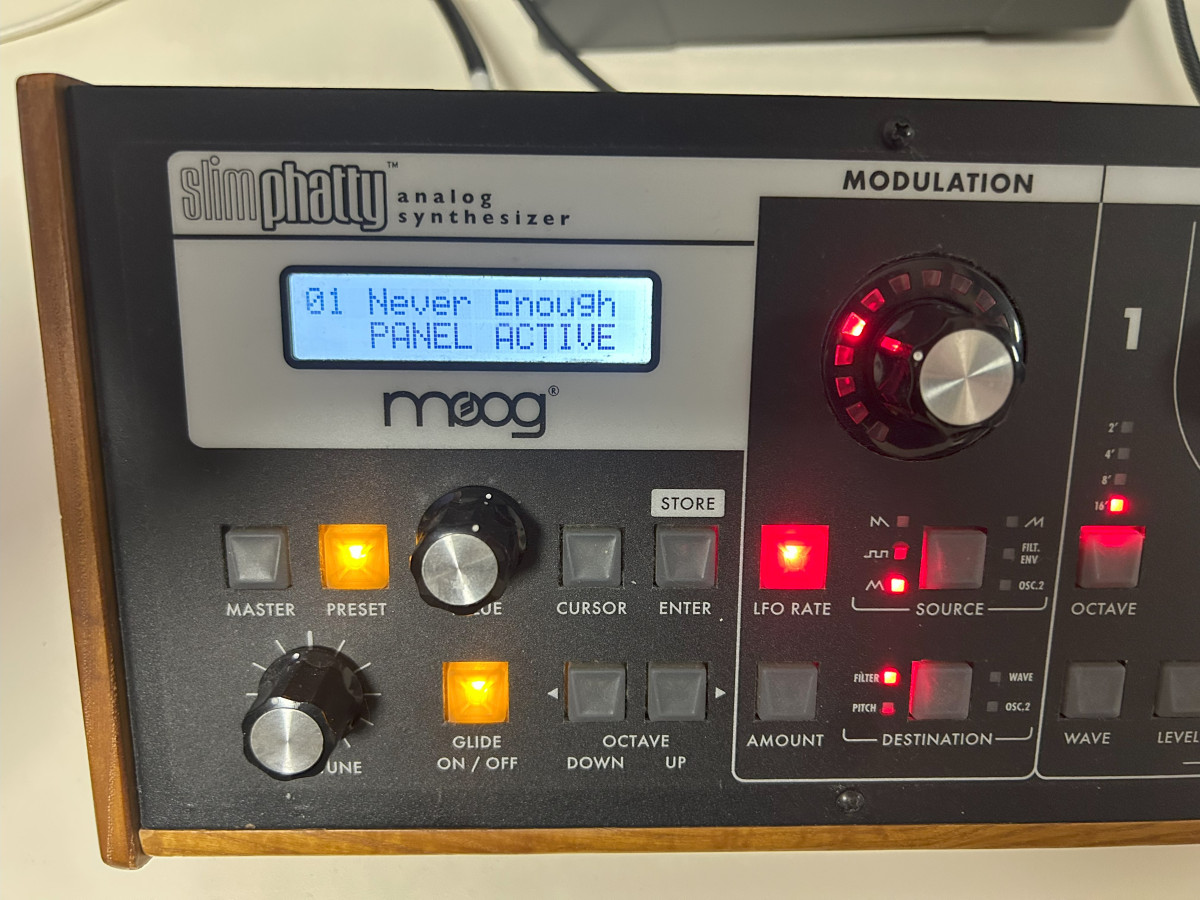 slimphatty™
analog
synthesizer
01 Never Enough
PANEL ACTIVE
moog®
STORE
MASTER
PRESET
CURSOR
ENTER
GLIDE
ON / OFF
OCTAVE
DOWN
UP
MODULATION
LFO RATE
SOURCE
FILT.
ENV
OSC.2
AMOUNT
FILTER
PITCH
WAVE
OSC.2
DESTINATION
1
2'
4'
8'
16'
OCTAVE
WAVE
LEVEL